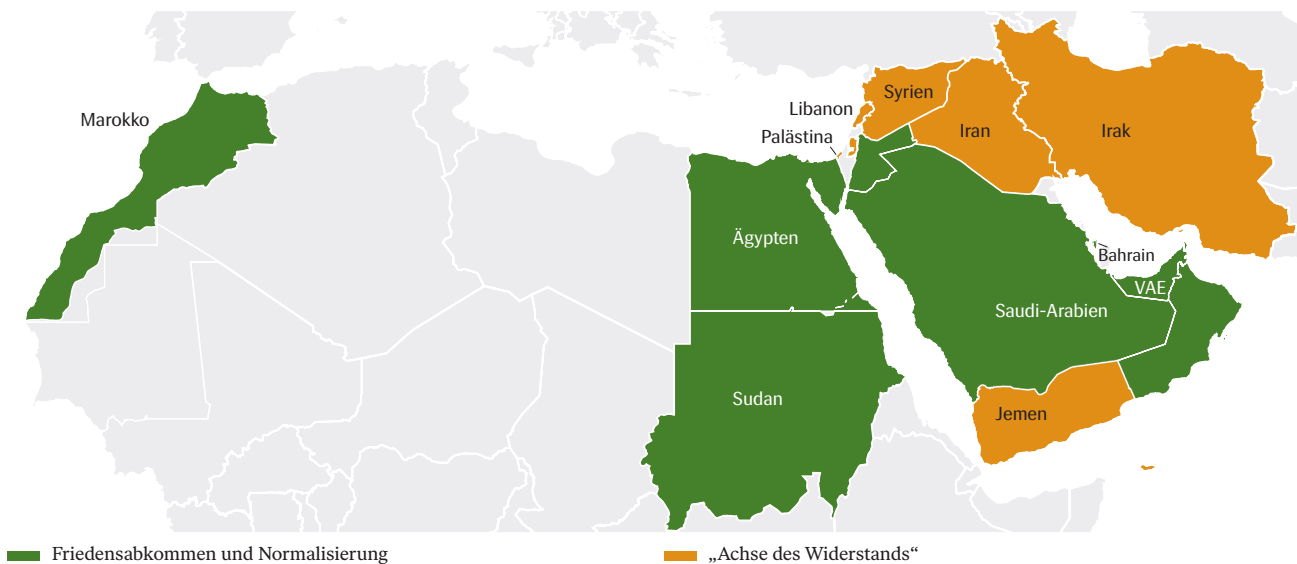 Marokko
Libanon
Palästina
Syrien
Iran
Irak
Ägypten
Bahrain
VAE
Saudi-Arabien
Sudan
Jemen
Friedensabkommen und Normalisierung
„Achse des Widerstands“